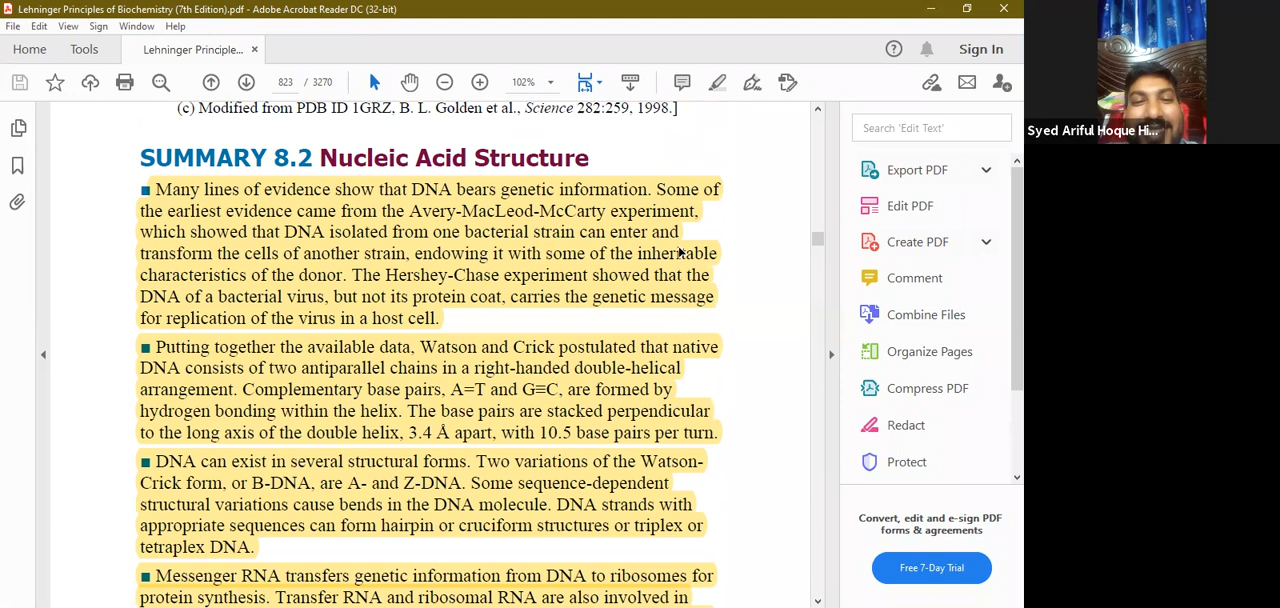 Lehninger Principles of Biochemistry (7th Edition).pdf - Adobe Acrobat Reader DC (32-bit)
File Edit View Sign Window Help
Home Tools Lehninger Principle... × Sign In
823 / 3270 102%
(c) Modified from PDB ID 1GRZ, B. L. Golden et al., Science 282:259, 1998.]
SUMMARY 8.2 Nucleic Acid Structure
■ Many lines of evidence show that DNA bears genetic information. Some of
the earliest evidence came from the Avery-MacLeod-McCarty experiment,
which showed that DNA isolated from one bacterial strain can enter and
transform the cells of another strain, endowing it with some of the inheritable
characteristics of the donor. The Hershey-Chase experiment showed that the
DNA of a bacterial virus, but not its protein coat, carries the genetic message
for replication of the virus in a host cell.
■ Putting together the available data, Watson and Crick postulated that native
DNA consists of two antiparallel chains in a right-handed double-helical
arrangement. Complementary base pairs, A=T and G≡C, are formed by
hydrogen bonding within the helix. The base pairs are stacked perpendicular
to the long axis of the double helix, 3.4 Å apart, with 10.5 base pairs per turn.
■ DNA can exist in several structural forms. Two variations of the Watson-
Crick form, or B-DNA, are A- and Z-DNA. Some sequence-dependent
structural variations cause bends in the DNA molecule. DNA strands with
appropriate sequences can form hairpin or cruciform structures or triplex or
tetraplex DNA.
■ Messenger RNA transfers genetic information from DNA to ribosomes for
protein synthesis. Transfer RNA and ribosomal RNA are also involved in
Search 'Edit Text'
Export PDF
Edit PDF
Create PDF
Comment
Combine Files
Organize Pages
Compress PDF
Redact
Protect
Convert, edit and e-sign PDF
forms & agreements
Free 7-Day Trial
Syed Ariful Hoque Hi...